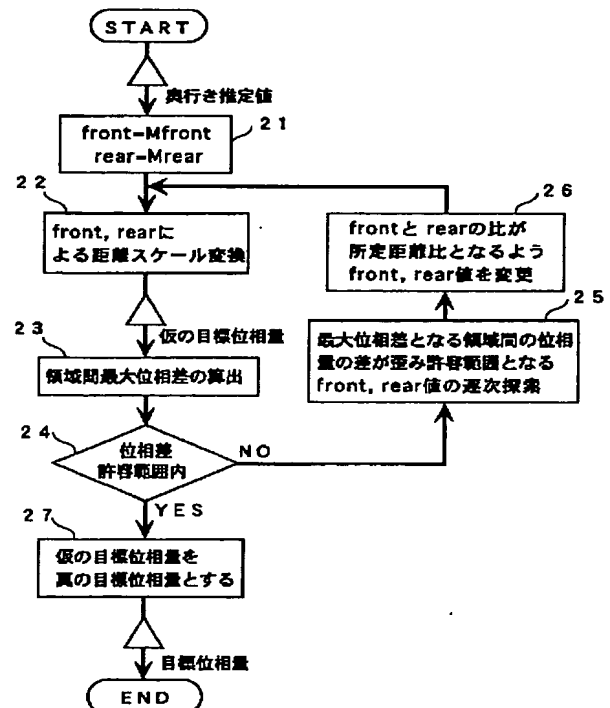 START
奥行き推定値
21
front=Mfront
rear=Mrear
22
front, rearに
よる距離スケール変換
仮の目標位相量
23
領域間最大位相差の算出
24
位相差
許容範囲内
NO
YES
25
最大位相差となる領域間の位相
量の差が歪み許容範囲となる
front, rear値の逐次探索
26
frontと rearの比が
所定距離比となるよう
front, rear値を変更
27
仮の目標位相量を
真の目標位相量とする
目標位相量
END